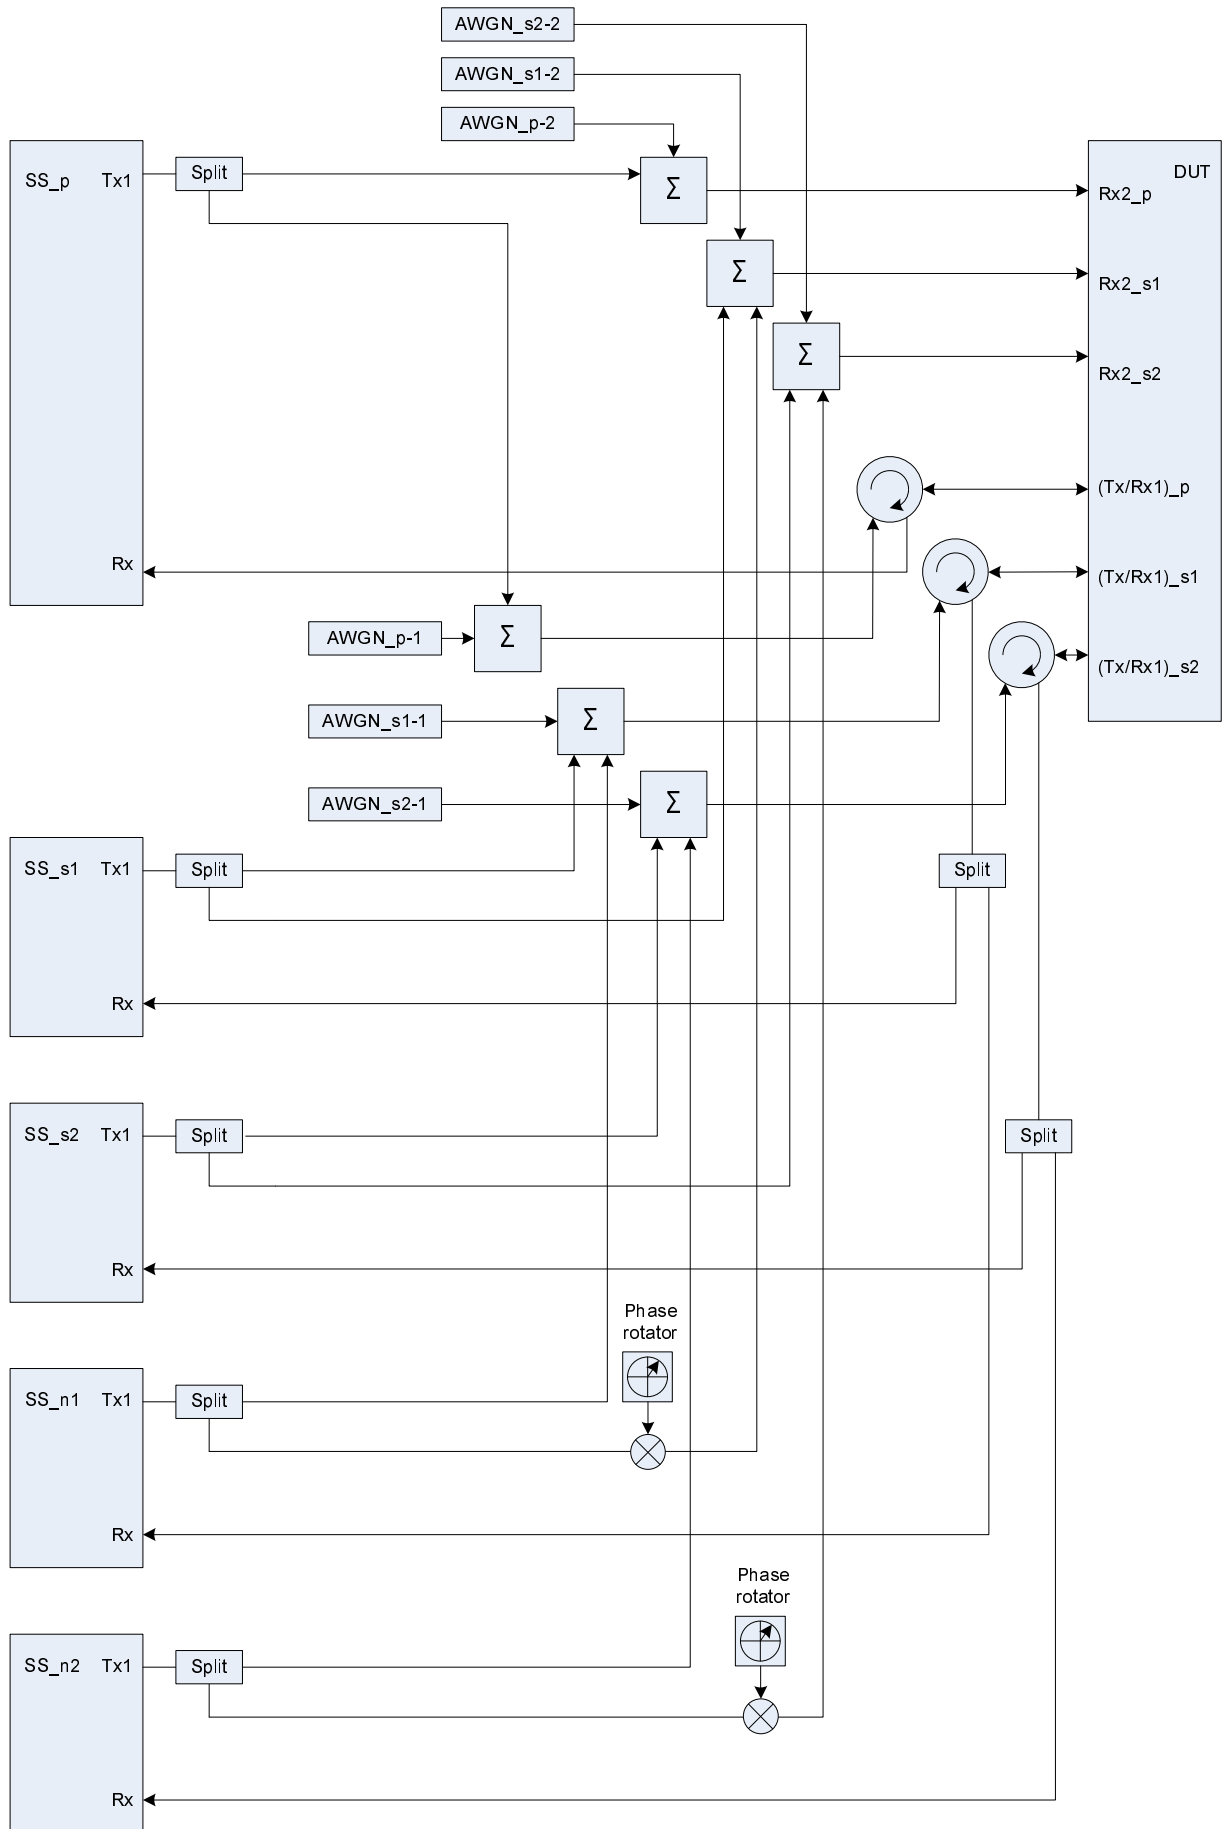 AWGN_s2-2
AWGN_s1-2
AWGN_p-2
SS_p Tx1
Split
Σ
DUT
Rx2_p
Σ
Rx2_s1
Σ
Rx2_s2
(Tx/Rx1)_p
Rx
(Tx/Rx1)_s1
AWGN_p-1
Σ
(Tx/Rx1)_s2
AWGN_s1-1
Σ
AWGN_s2-1
Σ
SS_s1 Tx1
Split
Split
Rx
SS_s2 Tx1
Split
Split
Rx
Phase
rotator
SS_n1 Tx1
Split
Rx
Phase
rotator
SS_n2 Tx1
Split
Rx